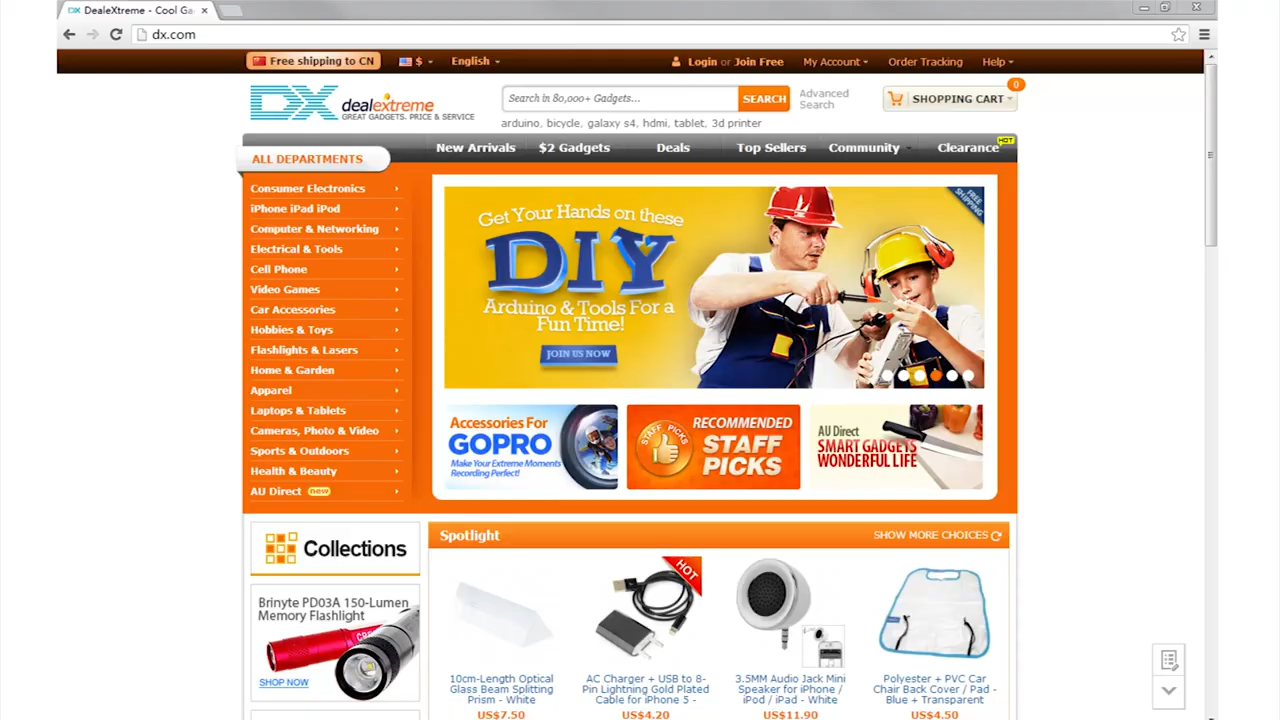 DX DealeXtreme - Cool Ga
dx.com
Free shipping to CN
$
English
Login or Join Free
My Account
Order Tracking
Help
DX dealextreme
GREAT GADGETS. PRICE & SERVICE
Search in 80,000+ Gadgets...
SEARCH
Advanced
Search
0
SHOPPING CART
arduino, bicycle, galaxy s4, hdmi, tablet, 3d printer
ALL DEPARTMENTS
New Arrivals
$2 Gadgets
Deals
Top Sellers
Community
Clearance
HOT
Consumer Electronics
iPhone iPad iPod
Computer & Networking
Electrical & Tools
Cell Phone
Video Games
Car Accessories
Hobbies & Toys
Flashlights & Lasers
Home & Garden
Apparel
Laptops & Tablets
Cameras, Photo & Video
Sports & Outdoors
Health & Beauty
AU Direct new
FREE
SHIPPING
Get Your Hands on these
DIY
Arduino & Tools For a
Fun Time!
JOIN US NOW
Accessories For
GOPRO
Make Your Extreme Moments
Recording Perfect!
STAFF PICKS
RECOMMENDED
STAFF
PICKS
AU Direct
SMART GADGETS
WONDERFUL LIFE
Collections
Brinyte PD03A 150-Lumen
Memory Flashlight
SHOP NOW
Spotlight
SHOW MORE CHOICES
HOT
10cm-Length Optical
Glass Beam Splitting
Prism - White
US$7.50
AC Charger + USB to 8-
Pin Lightning Gold Plated
Cable for iPhone 5 -
US$4.20
3.5MM Audio Jack Mini
Speaker for iPhone /
iPod / iPad - White
US$11.90
Polyester + PVC Car
Chair Back Cover / Pad -
Blue + Transparent
US$4.50